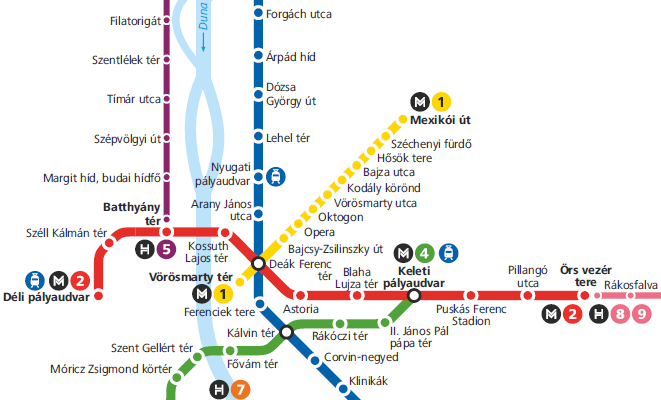 Filatorigát
Szentlélek tér
Tímár utca
Szépvölgyi út
Margit híd, budai hídfő
Batthyány
tér
Duna
Forgách utca
Árpád híd
Dózsa
György út
Lehel tér
Nyugati
pályaudvar
Arany János
utca
M 1
Mexikói út
Széchenyi fürdő
Hősök tere
Bajza utca
Kodály körönd
Vörösmarty utca
Oktogon
Opera
Bajcsy-Zsilinszky út
Széll Kálmán tér
H 5
Kossuth
Lajos tér
M 2
Déli pályaudvar
Vörösmarty tér
M 1
Deák Ferenc
tér
Ferenciek tere
Astoria
Blaha
Lujza tér
M 4
Keleti
pályaudvar
Puskás Ferenc
Stadion
Pillangó
utca
Örs vezér
tere
Rákosfalva
M 2
H 8 9
Kálvin tér
Rákóczi tér
II. János Pál
pápa tér
Szent Gellért tér
Fővám tér
Móricz Zsigmond körtér
Corvin-negyed
Klinikák
H 7